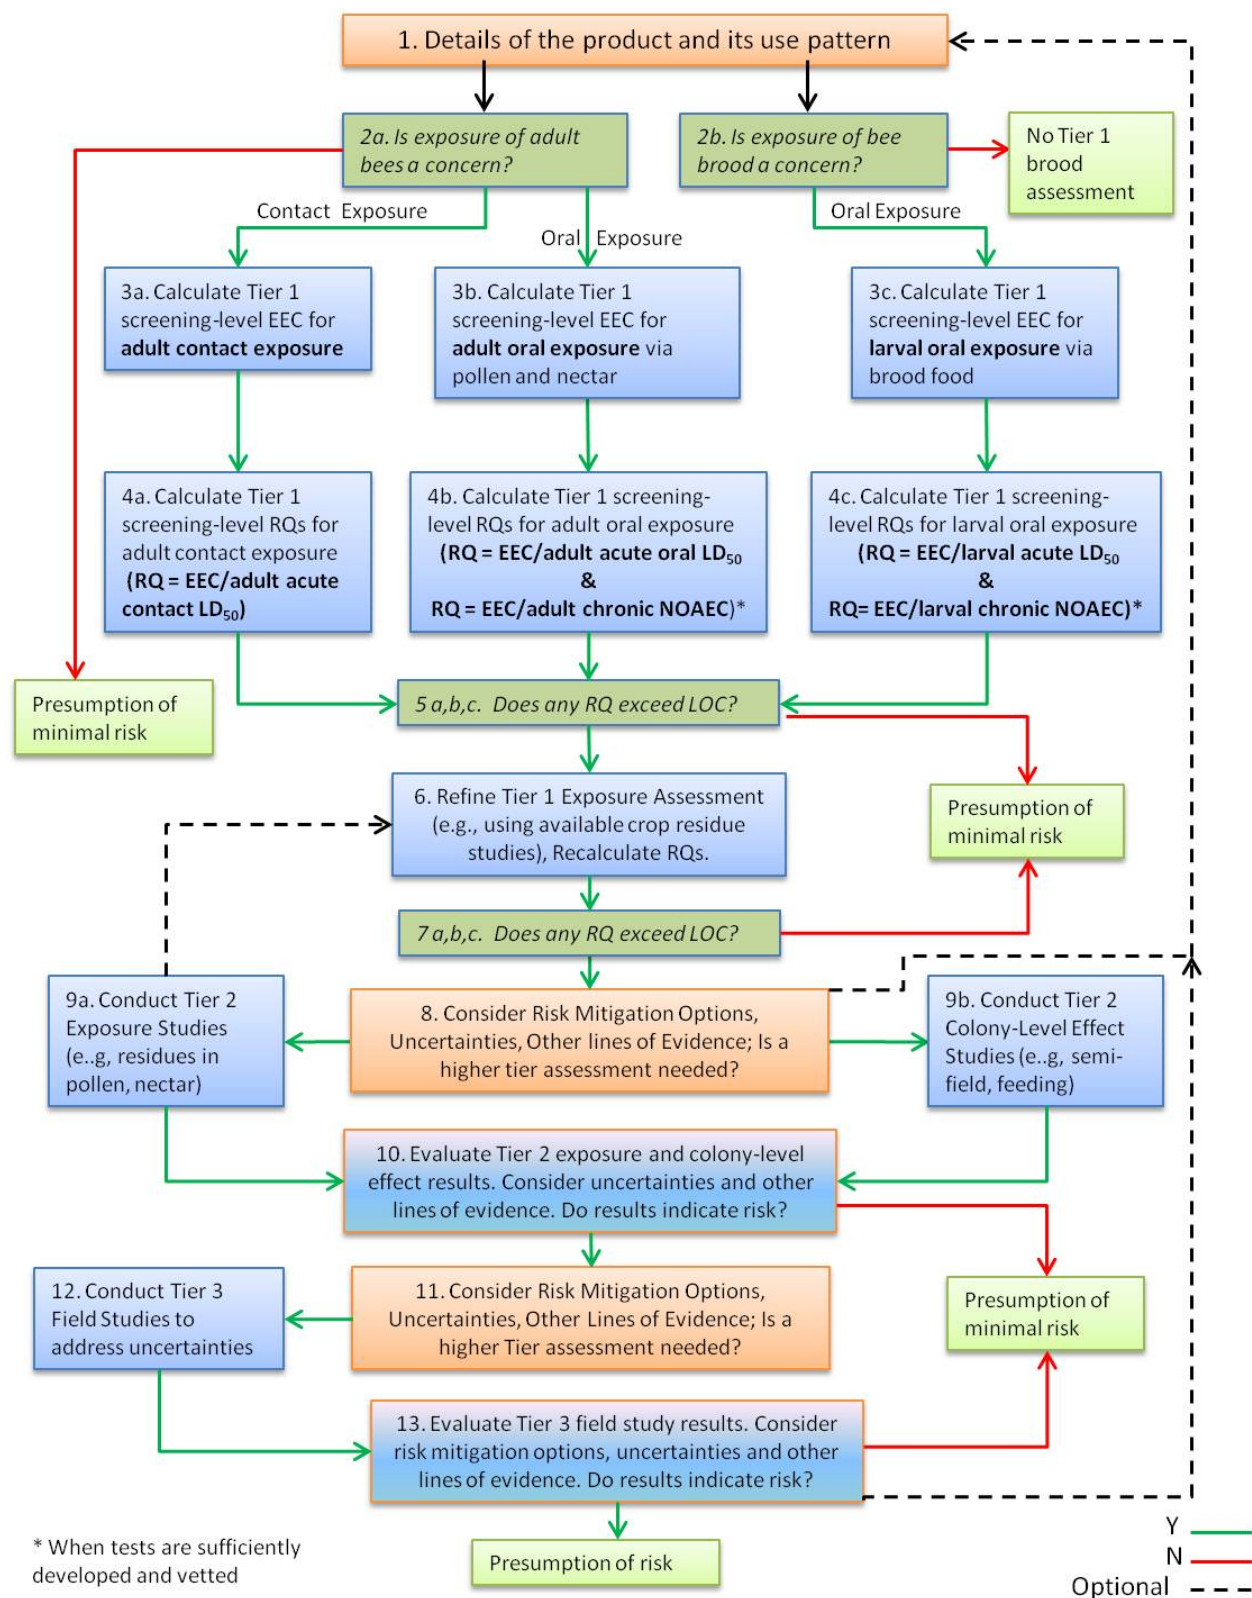 1. Details of the product and its use pattern
2a. Is exposure of adult
bees a concern?
2b. Is exposure of bee
brood a concern?
No Tier 1
brood
assessment
Contact Exposure
Oral Exposure
Oral Exposure
3a. Calculate Tier 1
screening-level EEC for
adult contact exposure
3b. Calculate Tier 1
screening-level EEC for
adult oral exposure via
pollen and nectar
3c. Calculate Tier 1
screening-level EEC for
larval oral exposure via
brood food
4a. Calculate Tier 1
screening-level RQs for
adult contact exposure
(RQ = EEC/adult acute
contact LD50)
4b. Calculate Tier 1 screening-
level RQs for adult oral exposure
(RQ = EEC/adult acute oral LD50
&
RQ = EEC/adult chronic NOAEC)*
4c. Calculate Tier 1 screening-
level RQs for larval oral exposure
(RQ = EEC/larval acute LD50
&
RQ= EEC/larval chronic NOAEC)*
Presumption of
minimal risk
5 a,b,c. Does any RQ exceed LOC?
6. Refine Tier 1 Exposure Assessment
(e.g., using available crop residue
studies), Recalculate RQs.
Presumption of
minimal risk
7 a,b,c. Does any RQ exceed LOC?
9a. Conduct Tier 2
Exposure Studies
(e..g, residues in
pollen, nectar)
8. Consider Risk Mitigation Options,
Uncertainties, Other lines of Evidence; Is a
higher tier assessment needed?
9b. Conduct Tier 2
Colony-Level Effect
Studies (e..g, semi-
field, feeding)
10. Evaluate Tier 2 exposure and colony-level
effect results. Consider uncertainties and other
lines of evidence. Do results indicate risk?
12. Conduct Tier 3
Field Studies to
address uncertainties
11. Consider Risk Mitigation Options,
Uncertainties, Other Lines of Evidence; Is a
higher Tier assessment needed?
Presumption of
minimal risk
13. Evaluate Tier 3 field study results. Consider
risk mitigation options, uncertainties and other
lines of evidence. Do results indicate risk?
* When tests are sufficiently
developed and vetted
Presumption of risk
Y
N
Optional